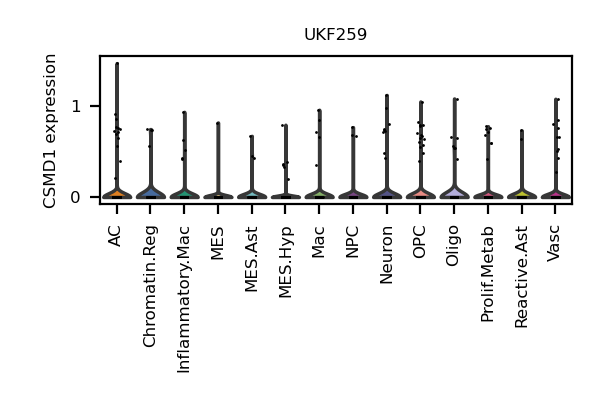 UKF259
CSMD1 expression
1
0
AC
Chromatin.Reg
Inflammatory.Mac
MES
MES.Ast
MES.Hyp
Mac
NPC
Neuron
OPC
Oligo
Prolif.Metab
Reactive.Ast
Vasc